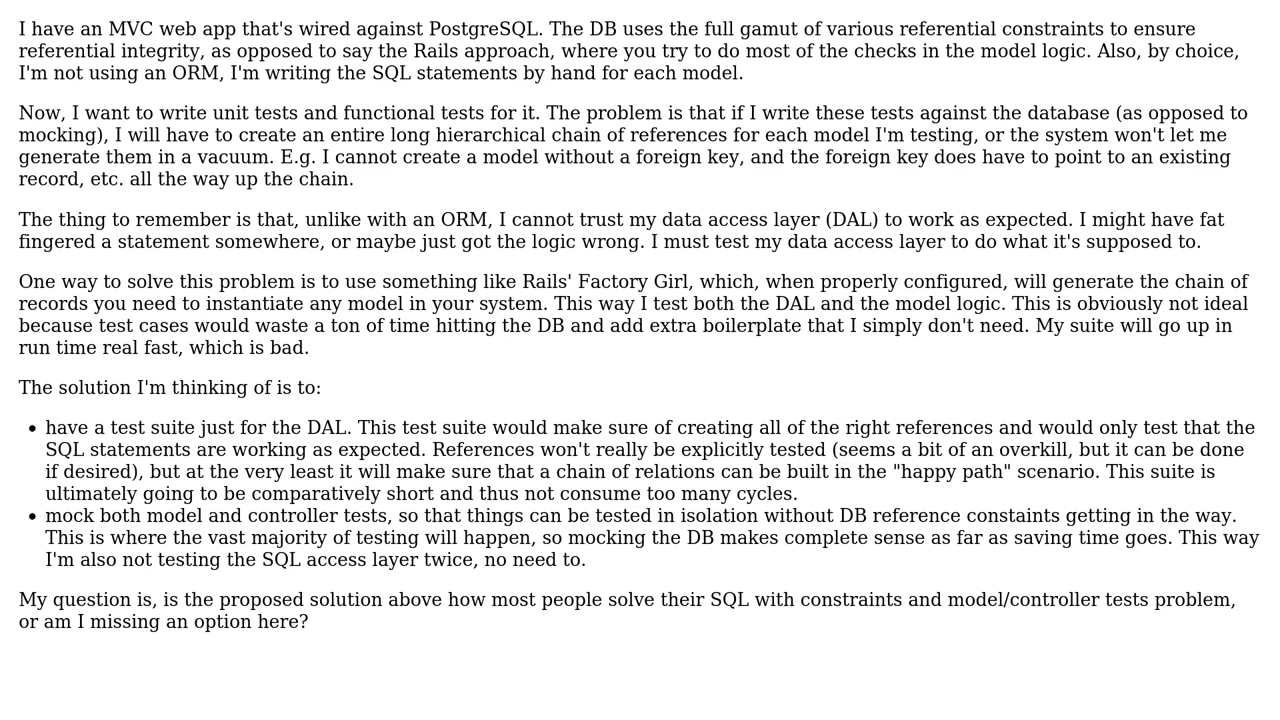 I have an MVC web app that's wired against PostgreSQL. The DB uses the full gamut of various referential constraints to ensure
referential integrity, as opposed to say the Rails approach, where you try to do most of the checks in the model logic. Also, by choice,
I'm not using an ORM, I'm writing the SQL statements by hand for each model.
Now, I want to write unit tests and functional tests for it. The problem is that if I write these tests against the database (as opposed to
mocking), I will have to create an entire long hierarchical chain of references for each model I'm testing, or the system won't let me
generate them in a vacuum. E.g. I cannot create a model without a foreign key, and the foreign key does have to point to an existing
record, etc. all the way up the chain.
The thing to remember is that, unlike with an ORM, I cannot trust my data access layer (DAL) to work as expected. I might have fat
fingered a statement somewhere, or maybe just got the logic wrong. I must test my data access layer to do what it's supposed to.
One way to solve this problem is to use something like Rails' Factory Girl, which, when properly configured, will generate the chain of
records you need to instantiate any model in your system. This way I test both the DAL and the model logic. This is obviously not ideal
because test cases would waste a ton of time hitting the DB and add extra boilerplate that I simply don't need. My suite will go up in
run time real fast, which is bad.
The solution I'm thinking of is to:
• have a test suite just for the DAL. This test suite would make sure of creating all of the right references and would only test that the
SQL statements are working as expected. References won't really be explicitly tested (seems a bit of an overkill, but it can be done
if desired), but at the very least it will make sure that a chain of relations can be built in the "happy path" scenario. This suite is
ultimately going to be comparatively short and thus not consume too many cycles.
• mock both model and controller tests, so that things can be tested in isolation without DB reference constaints getting in the way.
This is where the vast majority of testing will happen, so mocking the DB makes complete sense as far as saving time goes. This way
I'm also not testing the SQL access layer twice, no need to.
My question is, is the proposed solution above how most people solve their SQL with constraints and model/controller tests problem,
or am I missing an option here?